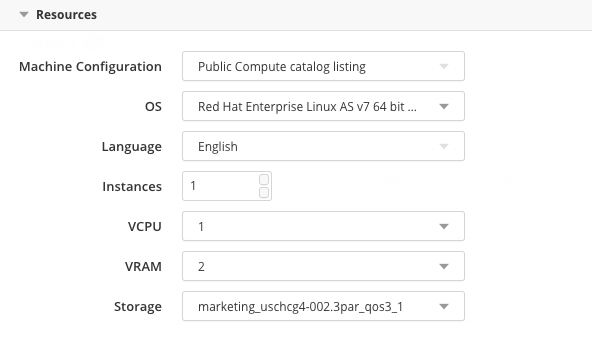 Resources
Machine Configuration Public Compute catalog listing
OS Red Hat Enterprise Linux AS v7 64 bit ...
Language English
Instances 1
VCPU 1
VRAM 2
Storage marketing_uschcg4-002.3par_qos3_1